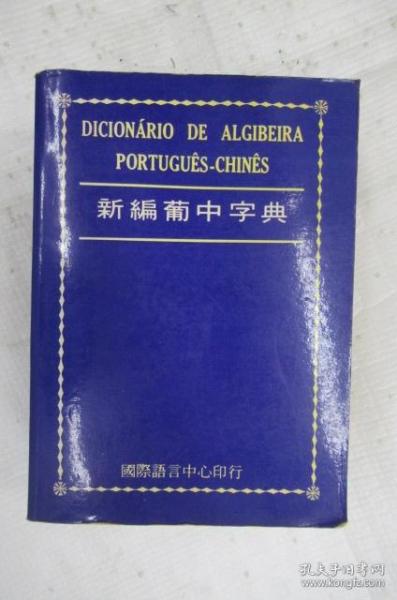 DICIONÁRIO DE ALGIBEIRA
PORTUGUÊS-CHINÊS
新編葡中字典
國際語言中心印行
孔夫子旧书网
www.kongfz.com